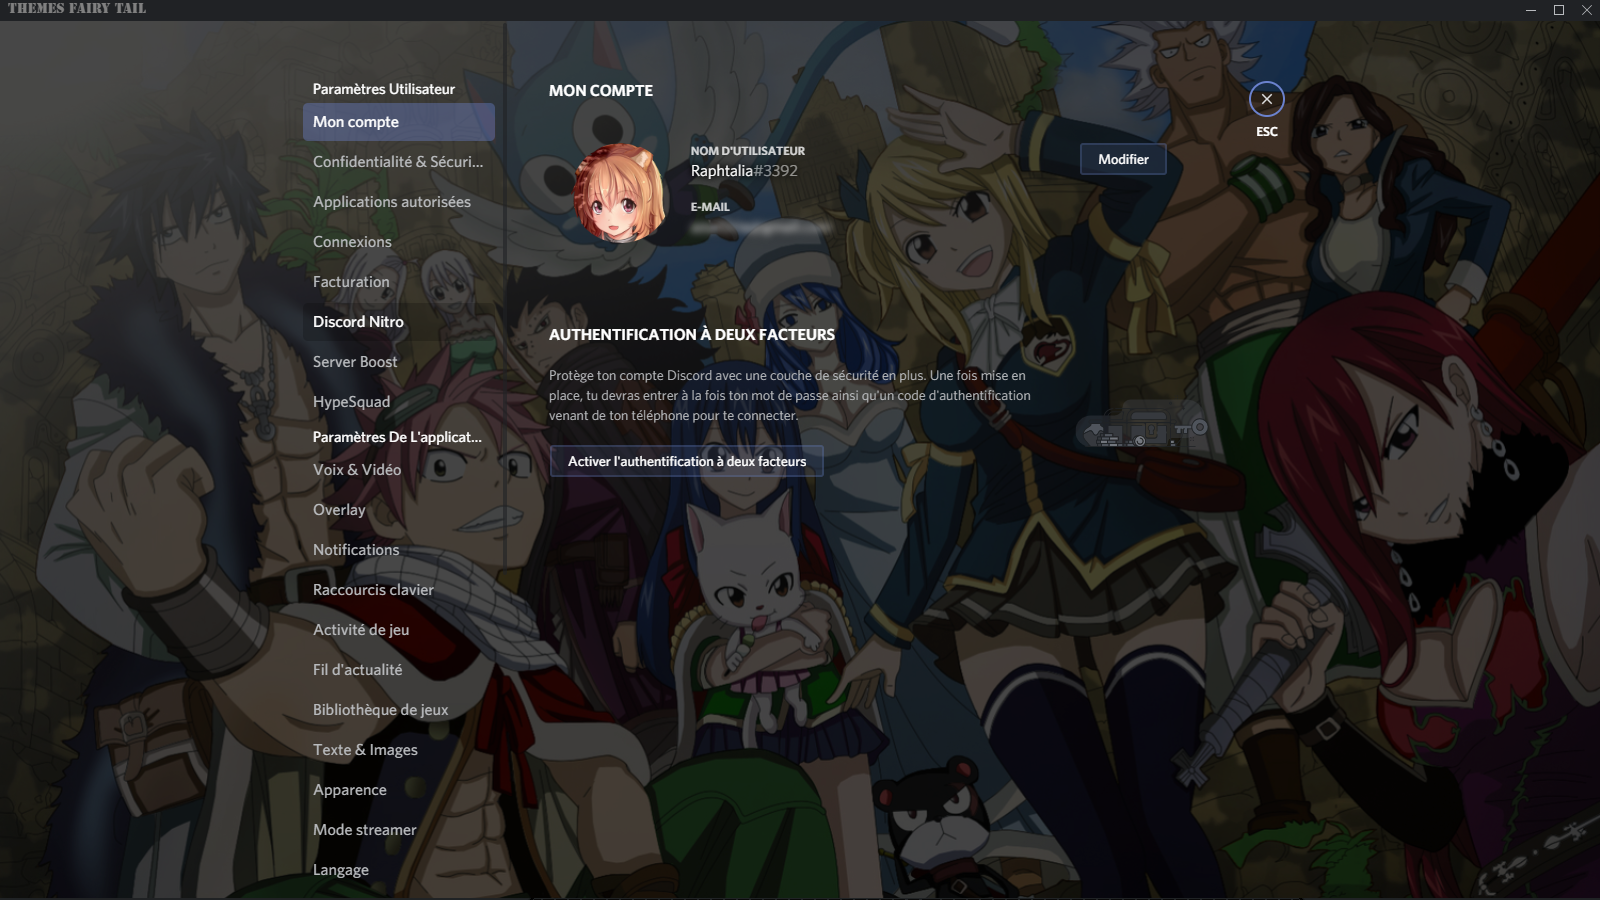 THEMES FAIRY TAIL
Paramètres Utilisateur
Mon compte
Confidentialité & Sécuri...
Applications autorisées
Connexions
Facturation
Discord Nitro
Server Boost
HypeSquad
Paramètres De L'applicat...
Voix & Vidéo
Overlay
Notifications
Raccourcis clavier
Activité de jeu
Fil d'actualité
Bibliothèque de jeux
Texte & Images
Apparence
Mode streamer
Langage
MON COMPTE
NOM D'UTILISATEUR
Raphtalia#3392
E-MAIL
Modifier
ESC
AUTHENTIFICATION À DEUX FACTEURS
Protège ton compte Discord avec une couche de sécurité en plus. Une fois mise en
place, tu devras entrer à la fois ton mot de passe ainsi qu'un code d'authentification
venant de ton téléphone pour te connecter.
Activer l'authentification à deux facteurs